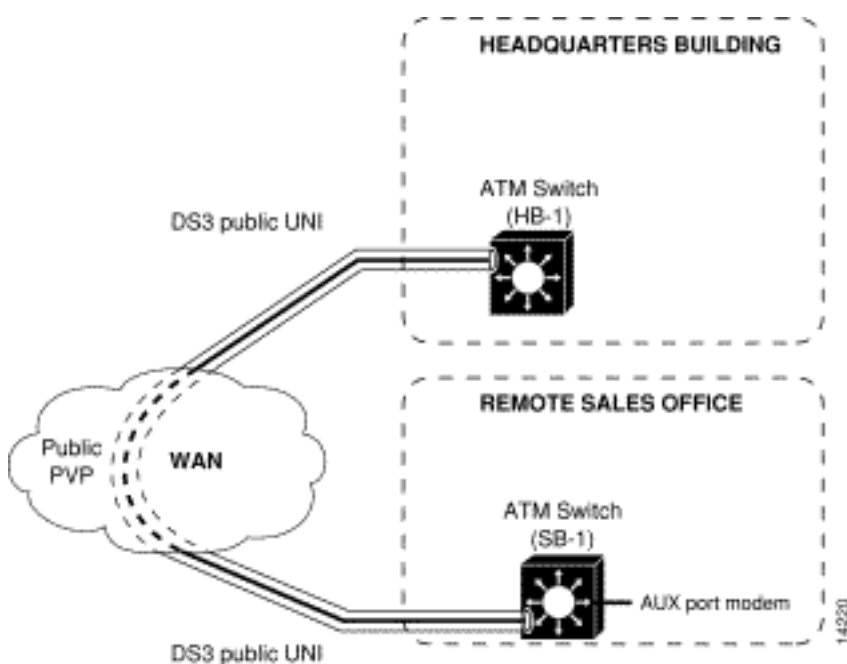 HEADQUARTERS BUILDING
ATM Switch
(HB-1)
DS3 public UNI
Public
PVP
WAN
REMOTE SALES OFFICE
ATM Switch
(SB-1)
AUX port modem
DS3 public UNI
14220